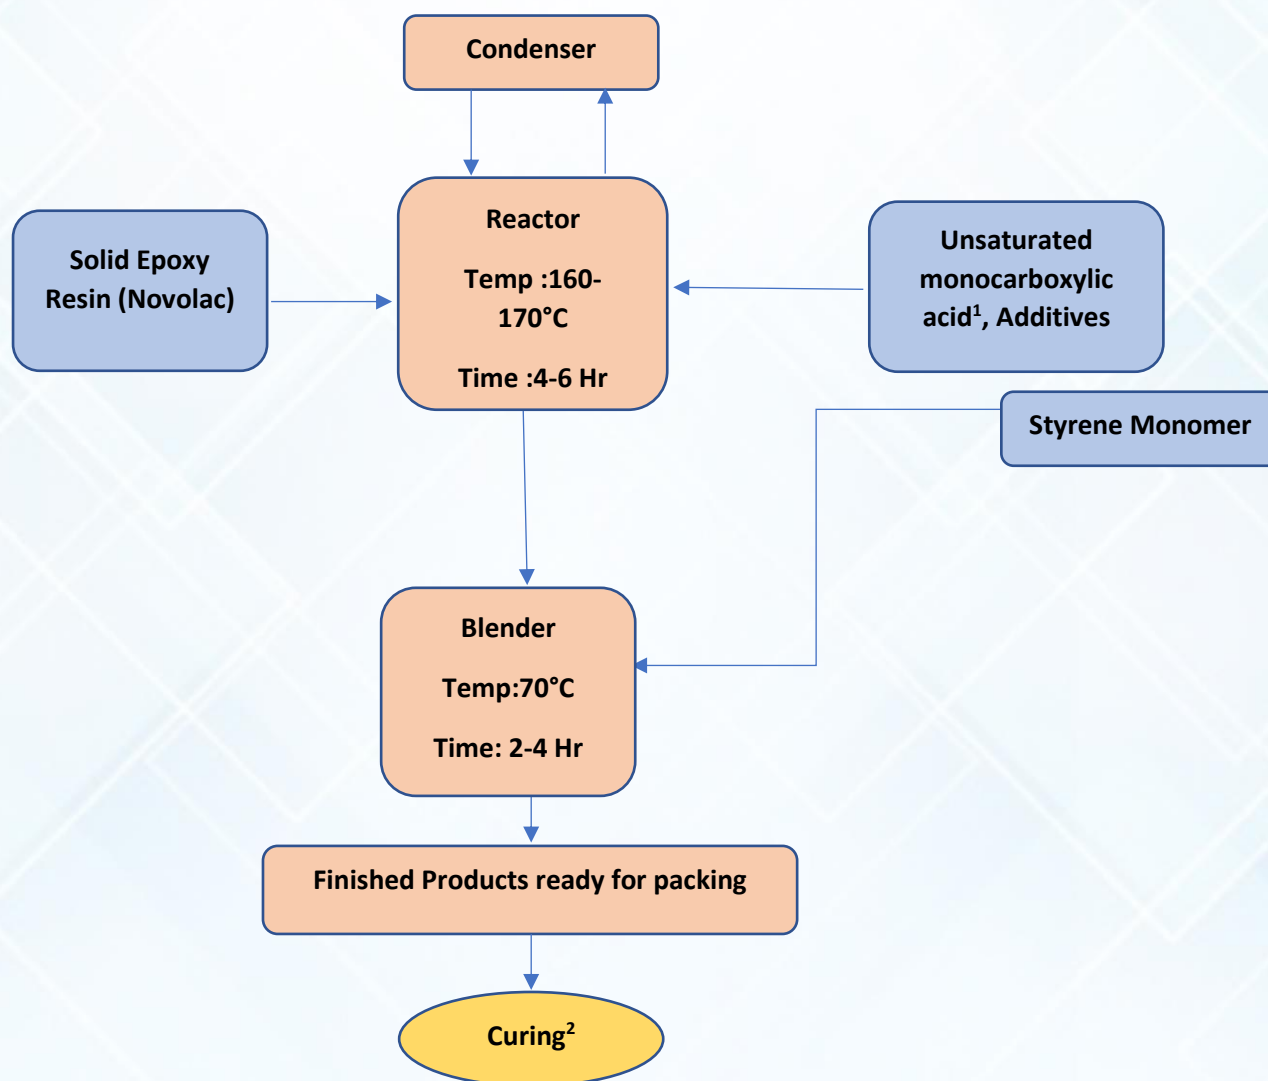 Condenser
Reactor
Temp :160-
170°C
Time :4-6 Hr
Solid Epoxy
Resin (Novolac)
Unsaturated
monocarboxylic
acid¹, Additives
Styrene Monomer
Blender
Temp:70°C
Time: 2-4 Hr
Finished Products ready for packing
Curing²